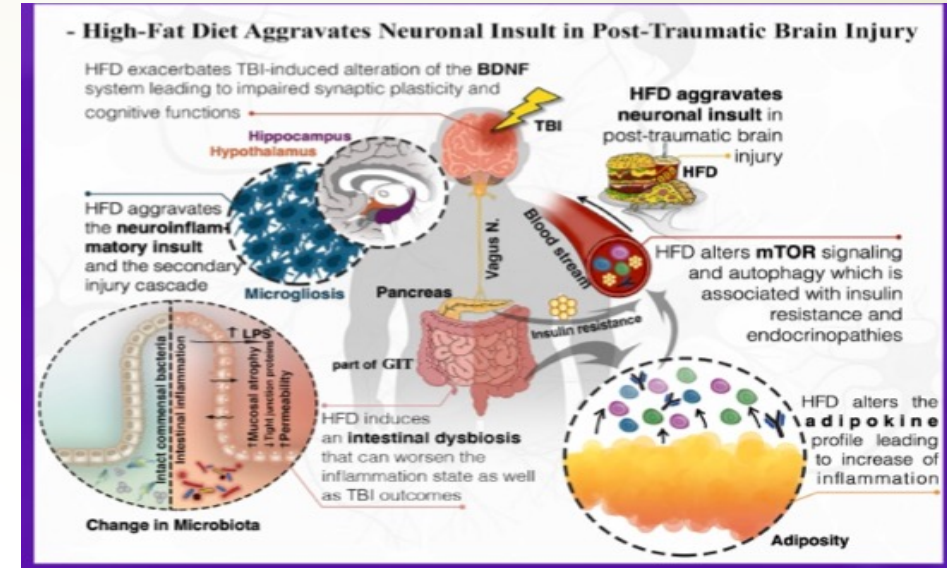 - High-Fat Diet Aggravates Neuronal Insult in Post-Traumatic Brain Injury
HFD exacerbates TBI-induced alteration of the BDNF
system leading to impaired synaptic plasticity and
cognitive functions
TBI
HFD aggravates
neuronal insult in
post-traumatic brain
injury
HFD
Hippocampus
Hypothalamus
HFD aggravates
the neuroinflam-
matory insult
and the secondary
injury cascade
Microgliosis
Vagus N.
Blood stream
HFD alters mTOR signaling
and autophagy which is
associated with insulin
resistance and
endocrinopathies
Pancreas
Insulin resistance
part of GIT
↑ LPS
Intact commensal bacteria
Intestinal inflammation
↑Mucosal atrophy
↓Tight junction proteins
↑Permeability
Change in Microbiota
HFD induces
an intestinal dysbiosis
that can worsen the
inflammation state as well
as TBI outcomes
HFD alters the
adipokine
profile leading
to increase of
inflammation
Adiposity